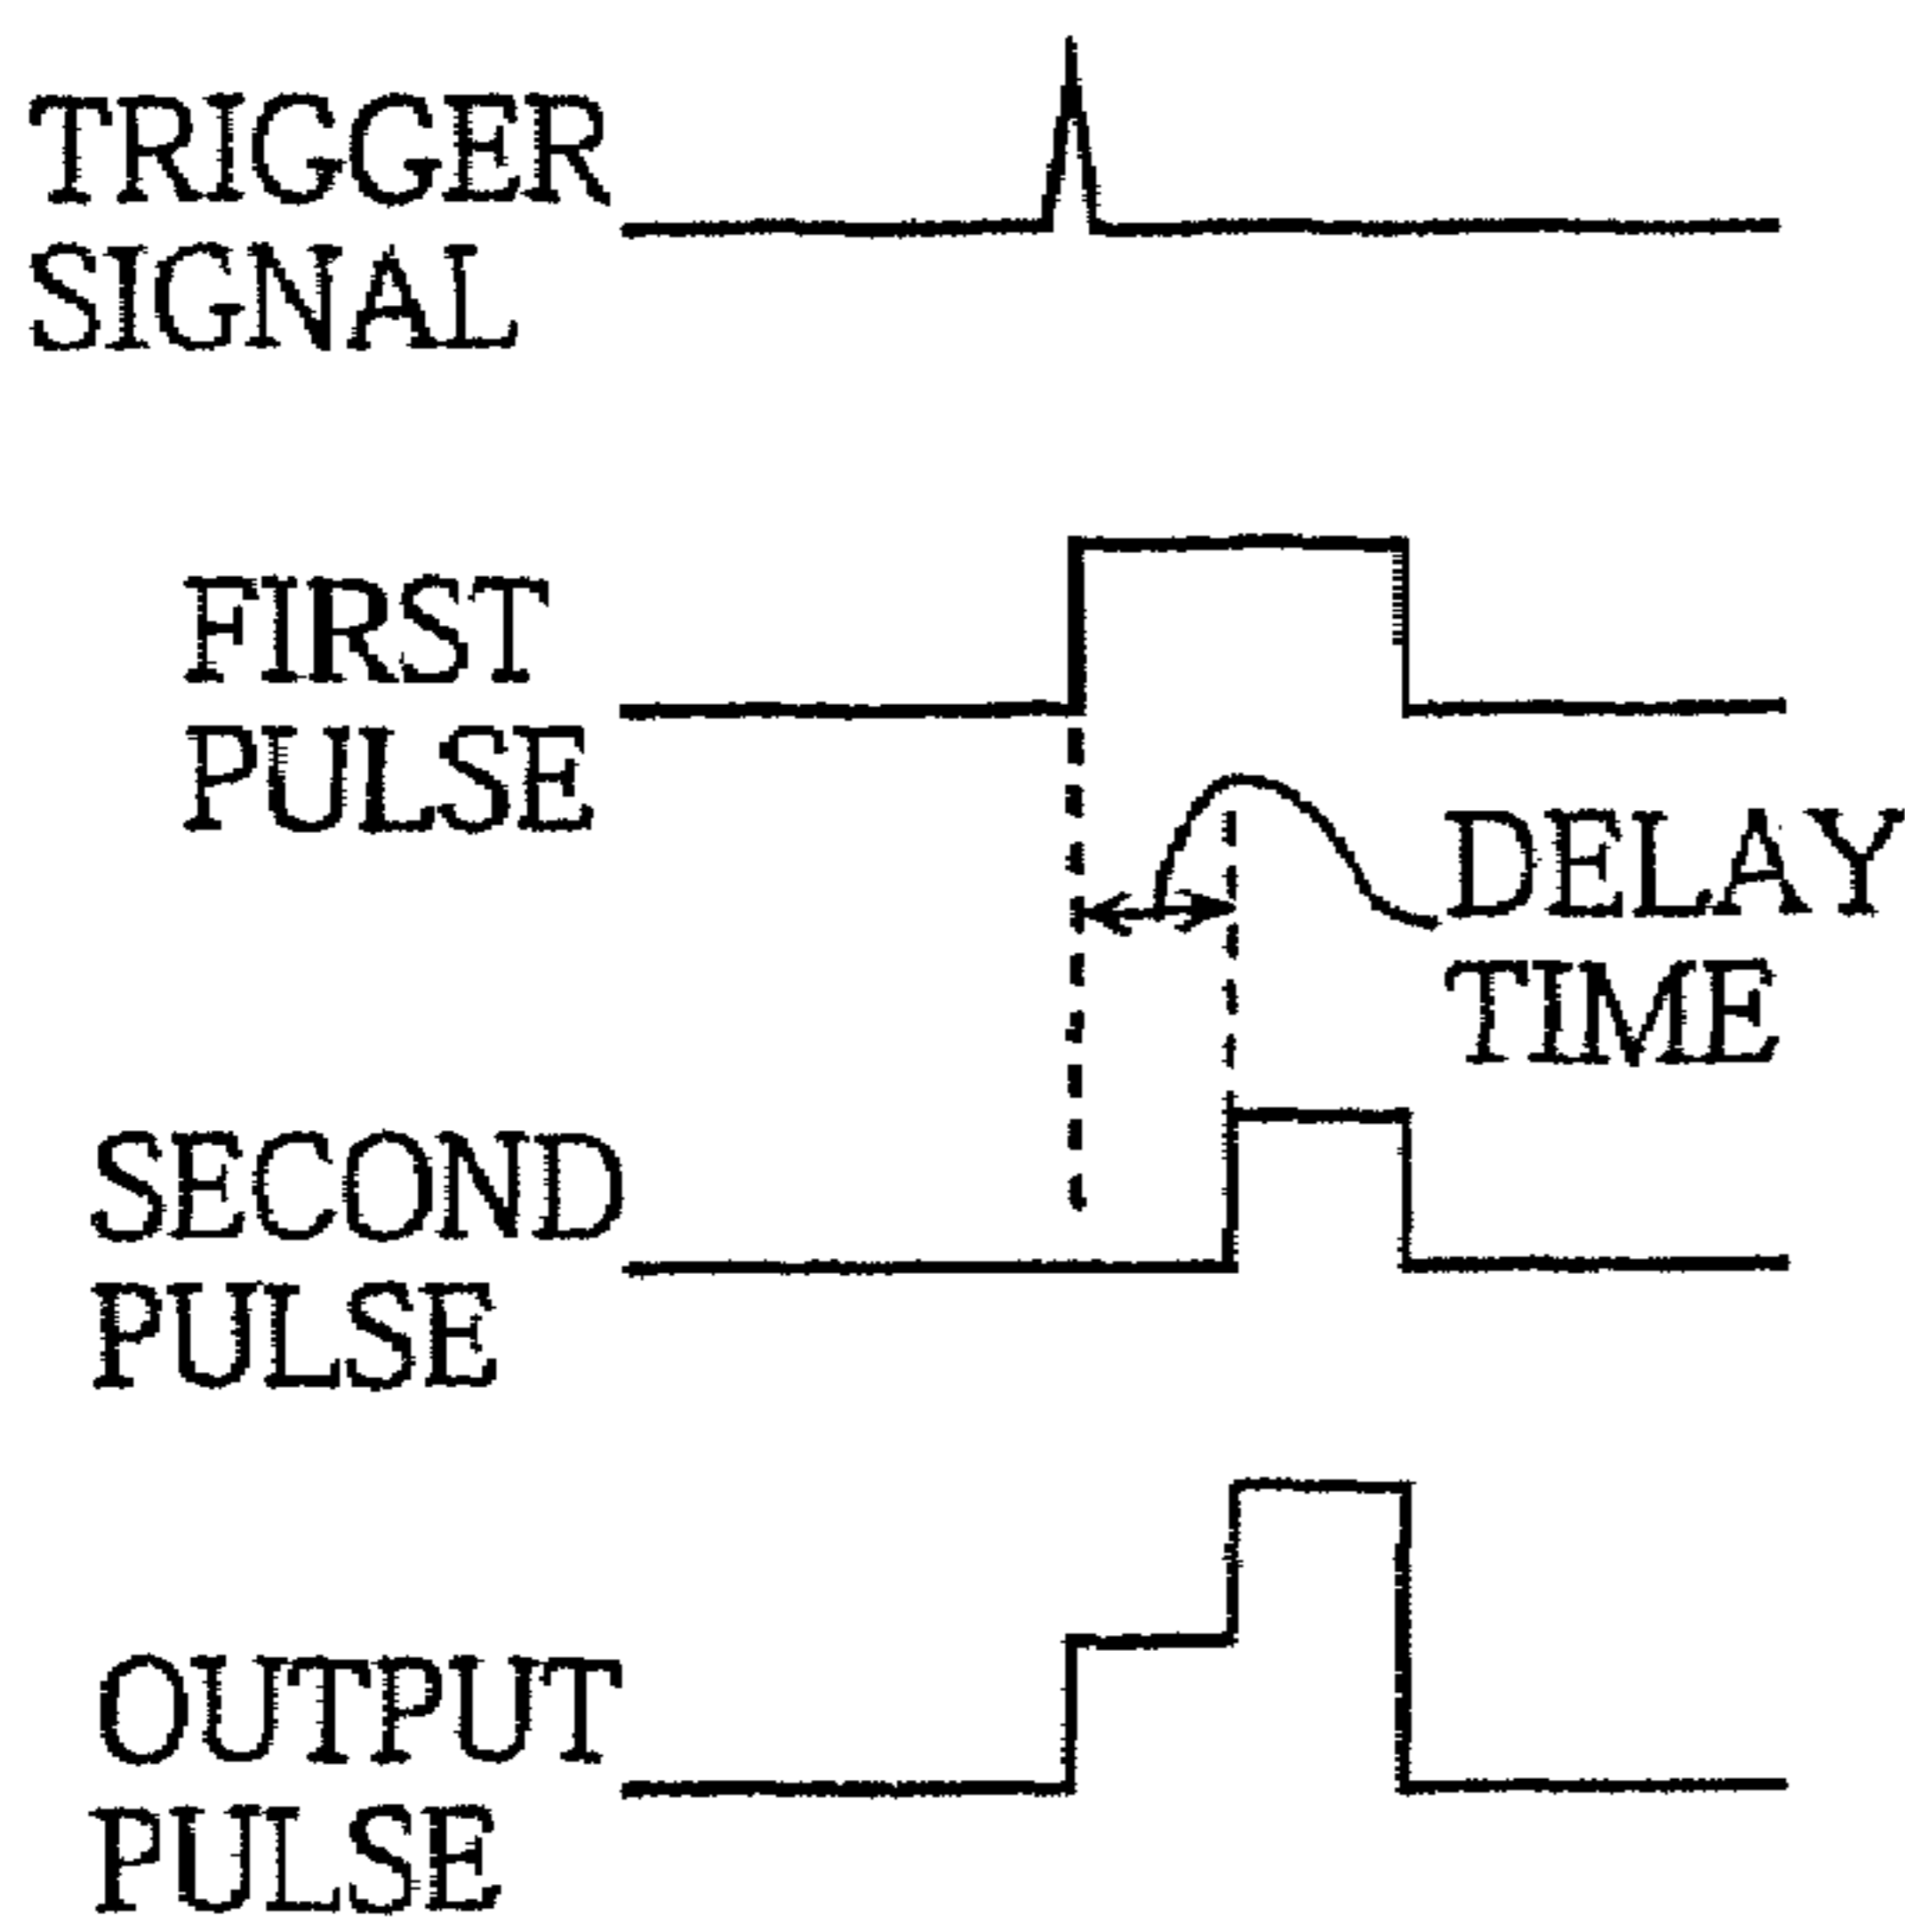 TRIGGER
SIGNAL
FIRST
PULSE
DELAY
TIME
SECOND
PULSE
OUTPUT
PULSE